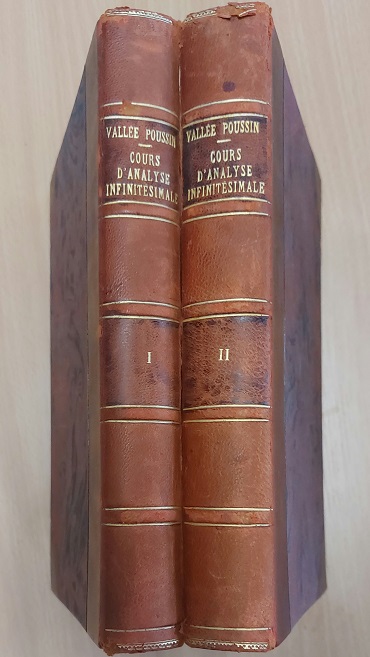 VALLÉE POUSSIN
COURS
D'ANALYSE
INFINITÉSIMALE
I
VALLÉE POUSSIN
COURS
D'ANALYSE
INFINITÉSIMALE
II